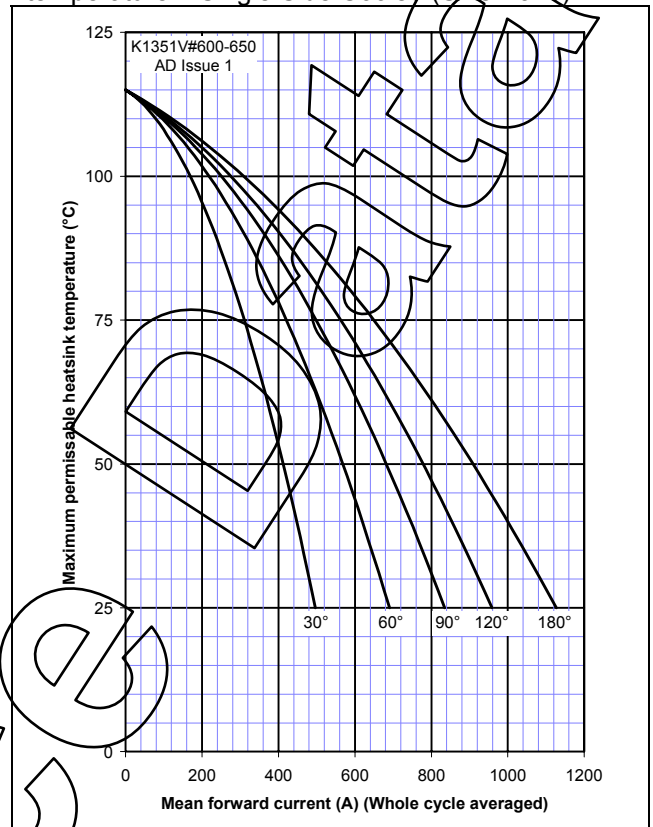 125
K1351V#600-650
AD Issue 1
100
75
50
25
0
Maximum permissable heatsink temperature (°C)
30° 60° 90° 120° 180°
0 200 400 600 800 1000 1200
Mean forward current (A) (Whole cycle averaged)